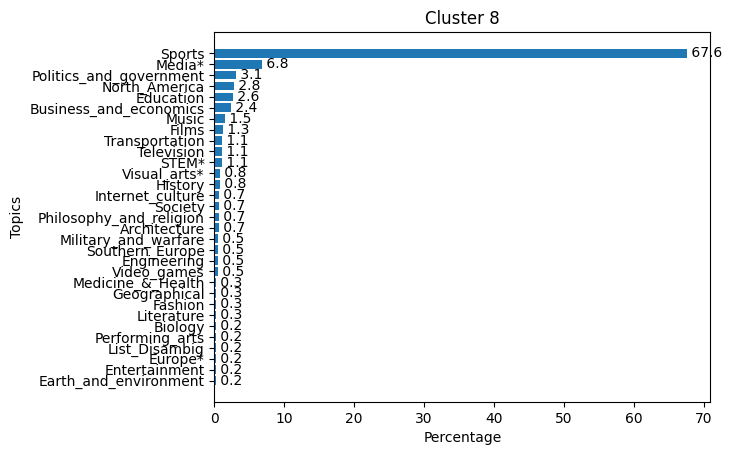 Cluster 8
Topics
Sports 67.6
Media* 6.8
Politics_and_government 3.1
North_America 2.8
Education 2.6
Business_and_economics 2.4
Music 1.5
Films 1.3
Transportation 1.1
Television 1.1
STEM* 1.1
Visual_arts* 0.8
History 0.8
Internet_culture 0.7
Society 0.7
Philosophy_and_religion 0.7
Architecture 0.7
Military_and_warfare 0.5
Southern_Europe 0.5
Engineering 0.5
Video_games 0.5
Medicine_&_Health 0.3
Geographical 0.3
Fashion 0.3
Literature 0.3
Biology 0.2
Performing_arts 0.2
List_Disambig 0.2
Europe* 0.2
Entertainment 0.2
Earth_and_environment 0.2
0 10 20 30 40 50 60 70
Percentage